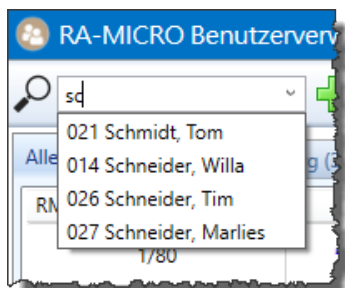 RA-MICRO Benutzerverw
sc
021 Schmidt, Tom
014 Schneider, Willa
026 Schneider, Tim
027 Schneider, Marlies
Alle
g (
RM
1/80